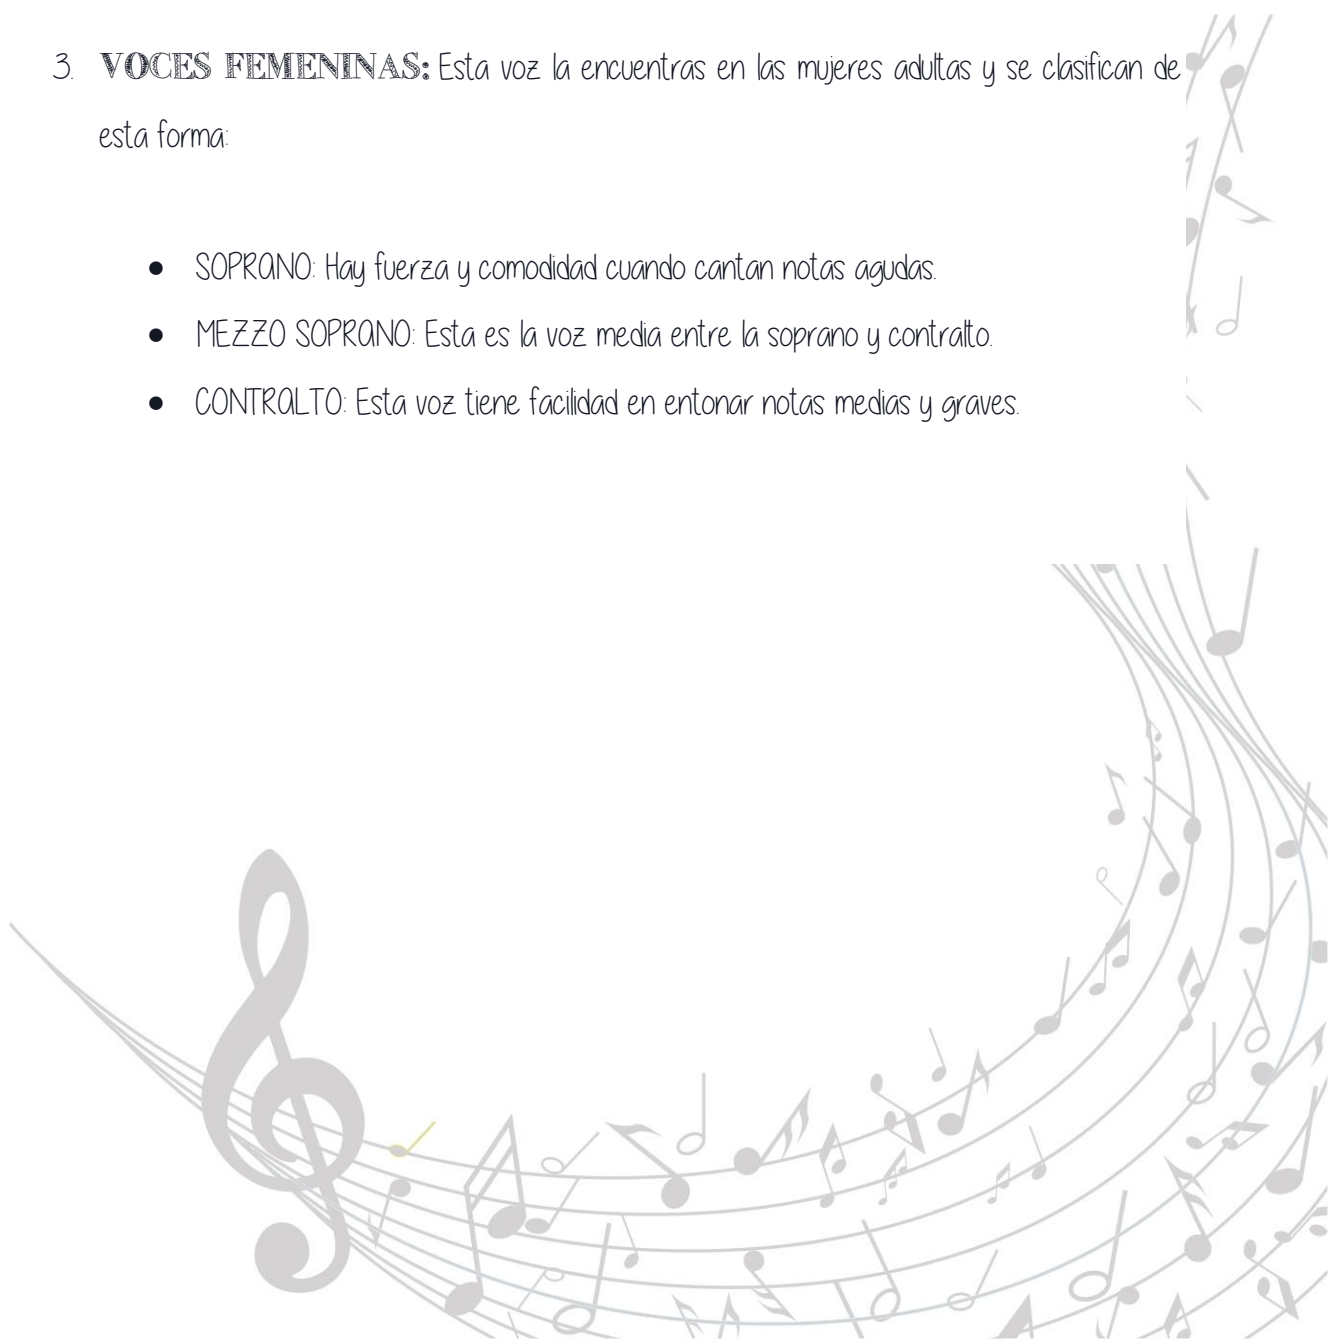 3. VOCES FEMENINAS: Esta voz la encuentras en las mujeres adultas y se clasifican de
esta forma:
● SOPRANO: Hay fuerza y comodidad cuando cantan notas agudas.
● MEZZO SOPRANO: Esta es la voz media entre la soprano y contralto.
● CONTRALTO: Esta voz tiene facilidad en entonar notas medias y graves.